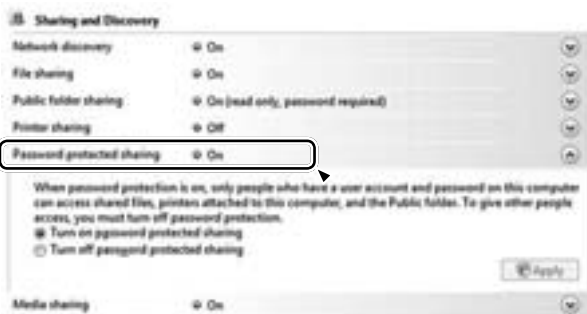 Sharing and Discovery
Network discovery On
File sharing On
Public folder sharing On (read only, password required)
Printer sharing Off
Password protected sharing On
When password protection is on, only people who have a user account and password on this computer
can access shared files, printers attached to this computer, and the Public folder. To give other people
access, you must turn off password protection.
Turn on password protected sharing
Turn off password protected sharing
Apply
Media sharing On